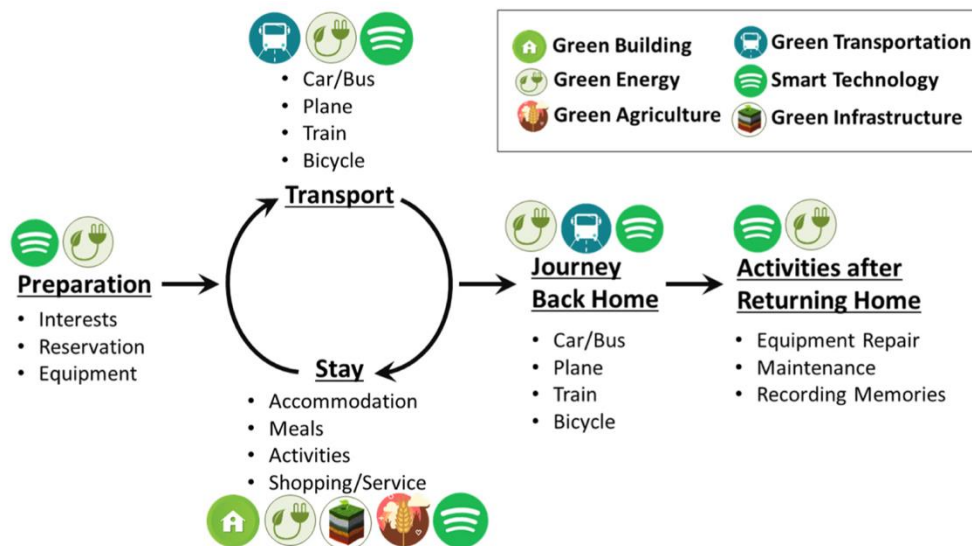 Green Building
Green Transportation
Green Energy
Smart Technology
Green Agriculture
Green Infrastructure
• Car/Bus
• Plane
• Train
• Bicycle
Transport
Preparation
• Interests
• Reservation
• Equipment
Stay
• Accommodation
• Meals
• Activities
• Shopping/Service
Journey
Back Home
• Car/Bus
• Plane
• Train
• Bicycle
Activities after
Returning Home
• Equipment Repair
• Maintenance
• Recording Memories